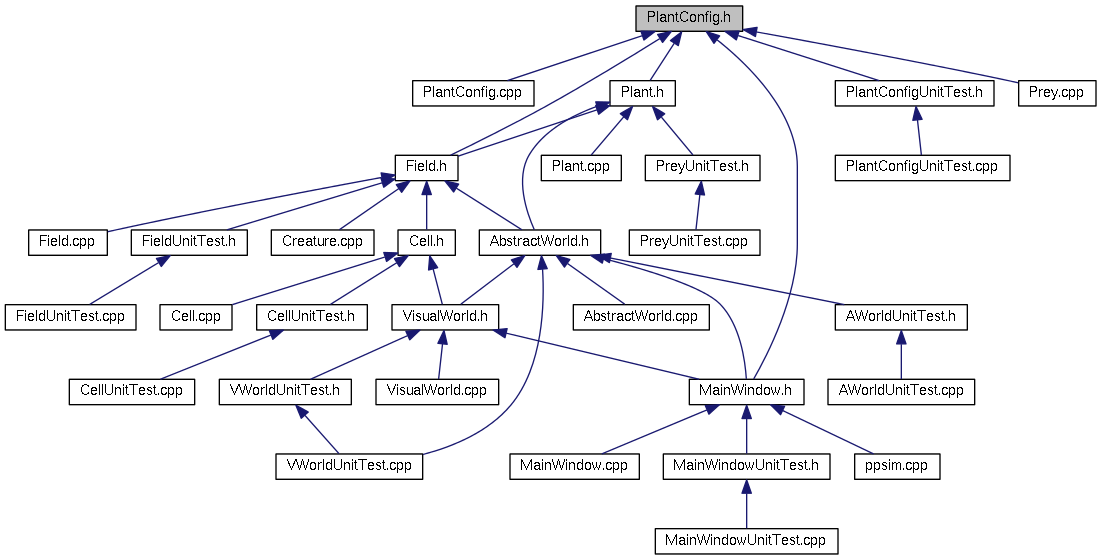 PlantConfig.h
PlantConfig.cpp
Plant.h
PlantConfigUnitTest.h
Prey.cpp
Field.h
Plant.cpp
PreyUnitTest.h
PlantConfigUnitTest.cpp
Field.cpp
FieldUnitTest.h
Creature.cpp
Cell.h
AbstractWorld.h
PreyUnitTest.cpp
FieldUnitTest.cpp
Cell.cpp
CellUnitTest.h
VisualWorld.h
AbstractWorld.cpp
AWorldUnitTest.h
CellUnitTest.cpp
VWorldUnitTest.h
VisualWorld.cpp
MainWindow.h
AWorldUnitTest.cpp
VWorldUnitTest.cpp
MainWindow.cpp
MainWindowUnitTest.h
ppsim.cpp
MainWindowUnitTest.cpp